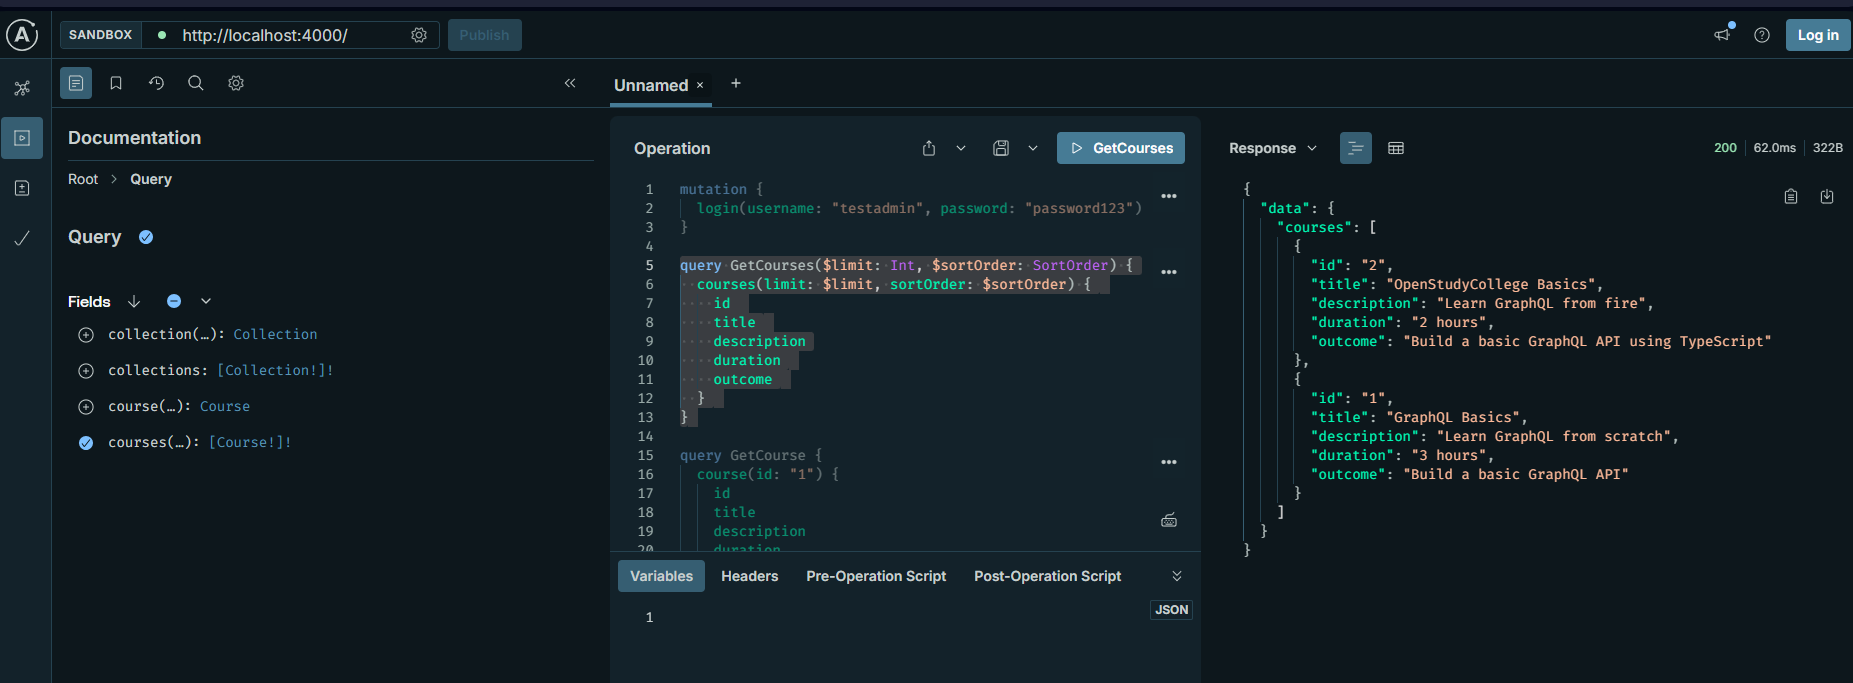 SANDBOX http://localhost:4000/ Publish Log in
Unnamed × +
Documentation
Root > Query
Query
Fields
collection(…): Collection
collections: [Collection!]!
course(…): Course
courses(…): [Course!]!
Operation GetCourses
1 mutation {
2 login(username: "testadmin", password: "password123")
3 }
4
5 query GetCourses($limit: Int, $sortOrder: SortOrder) {
6 courses(limit: $limit, sortOrder: $sortOrder) {
7 id
8 title
9 description
10 duration
11 outcome
12 }
13 }
14
15 query GetCourse {
16 course(id: "1") {
17 id
18 title
19 description
20 duration
Variables Headers Pre-Operation Script Post-Operation Script
JSON
1
Response 200 62.0ms 322B
{
"data": {
"courses": [
{
"id": "2",
"title": "OpenStudyCollege Basics",
"description": "Learn GraphQL from fire",
"duration": "2 hours",
"outcome": "Build a basic GraphQL API using TypeScript"
},
{
"id": "1",
"title": "GraphQL Basics",
"description": "Learn GraphQL from scratch",
"duration": "3 hours",
"outcome": "Build a basic GraphQL API"
}
]
}
}